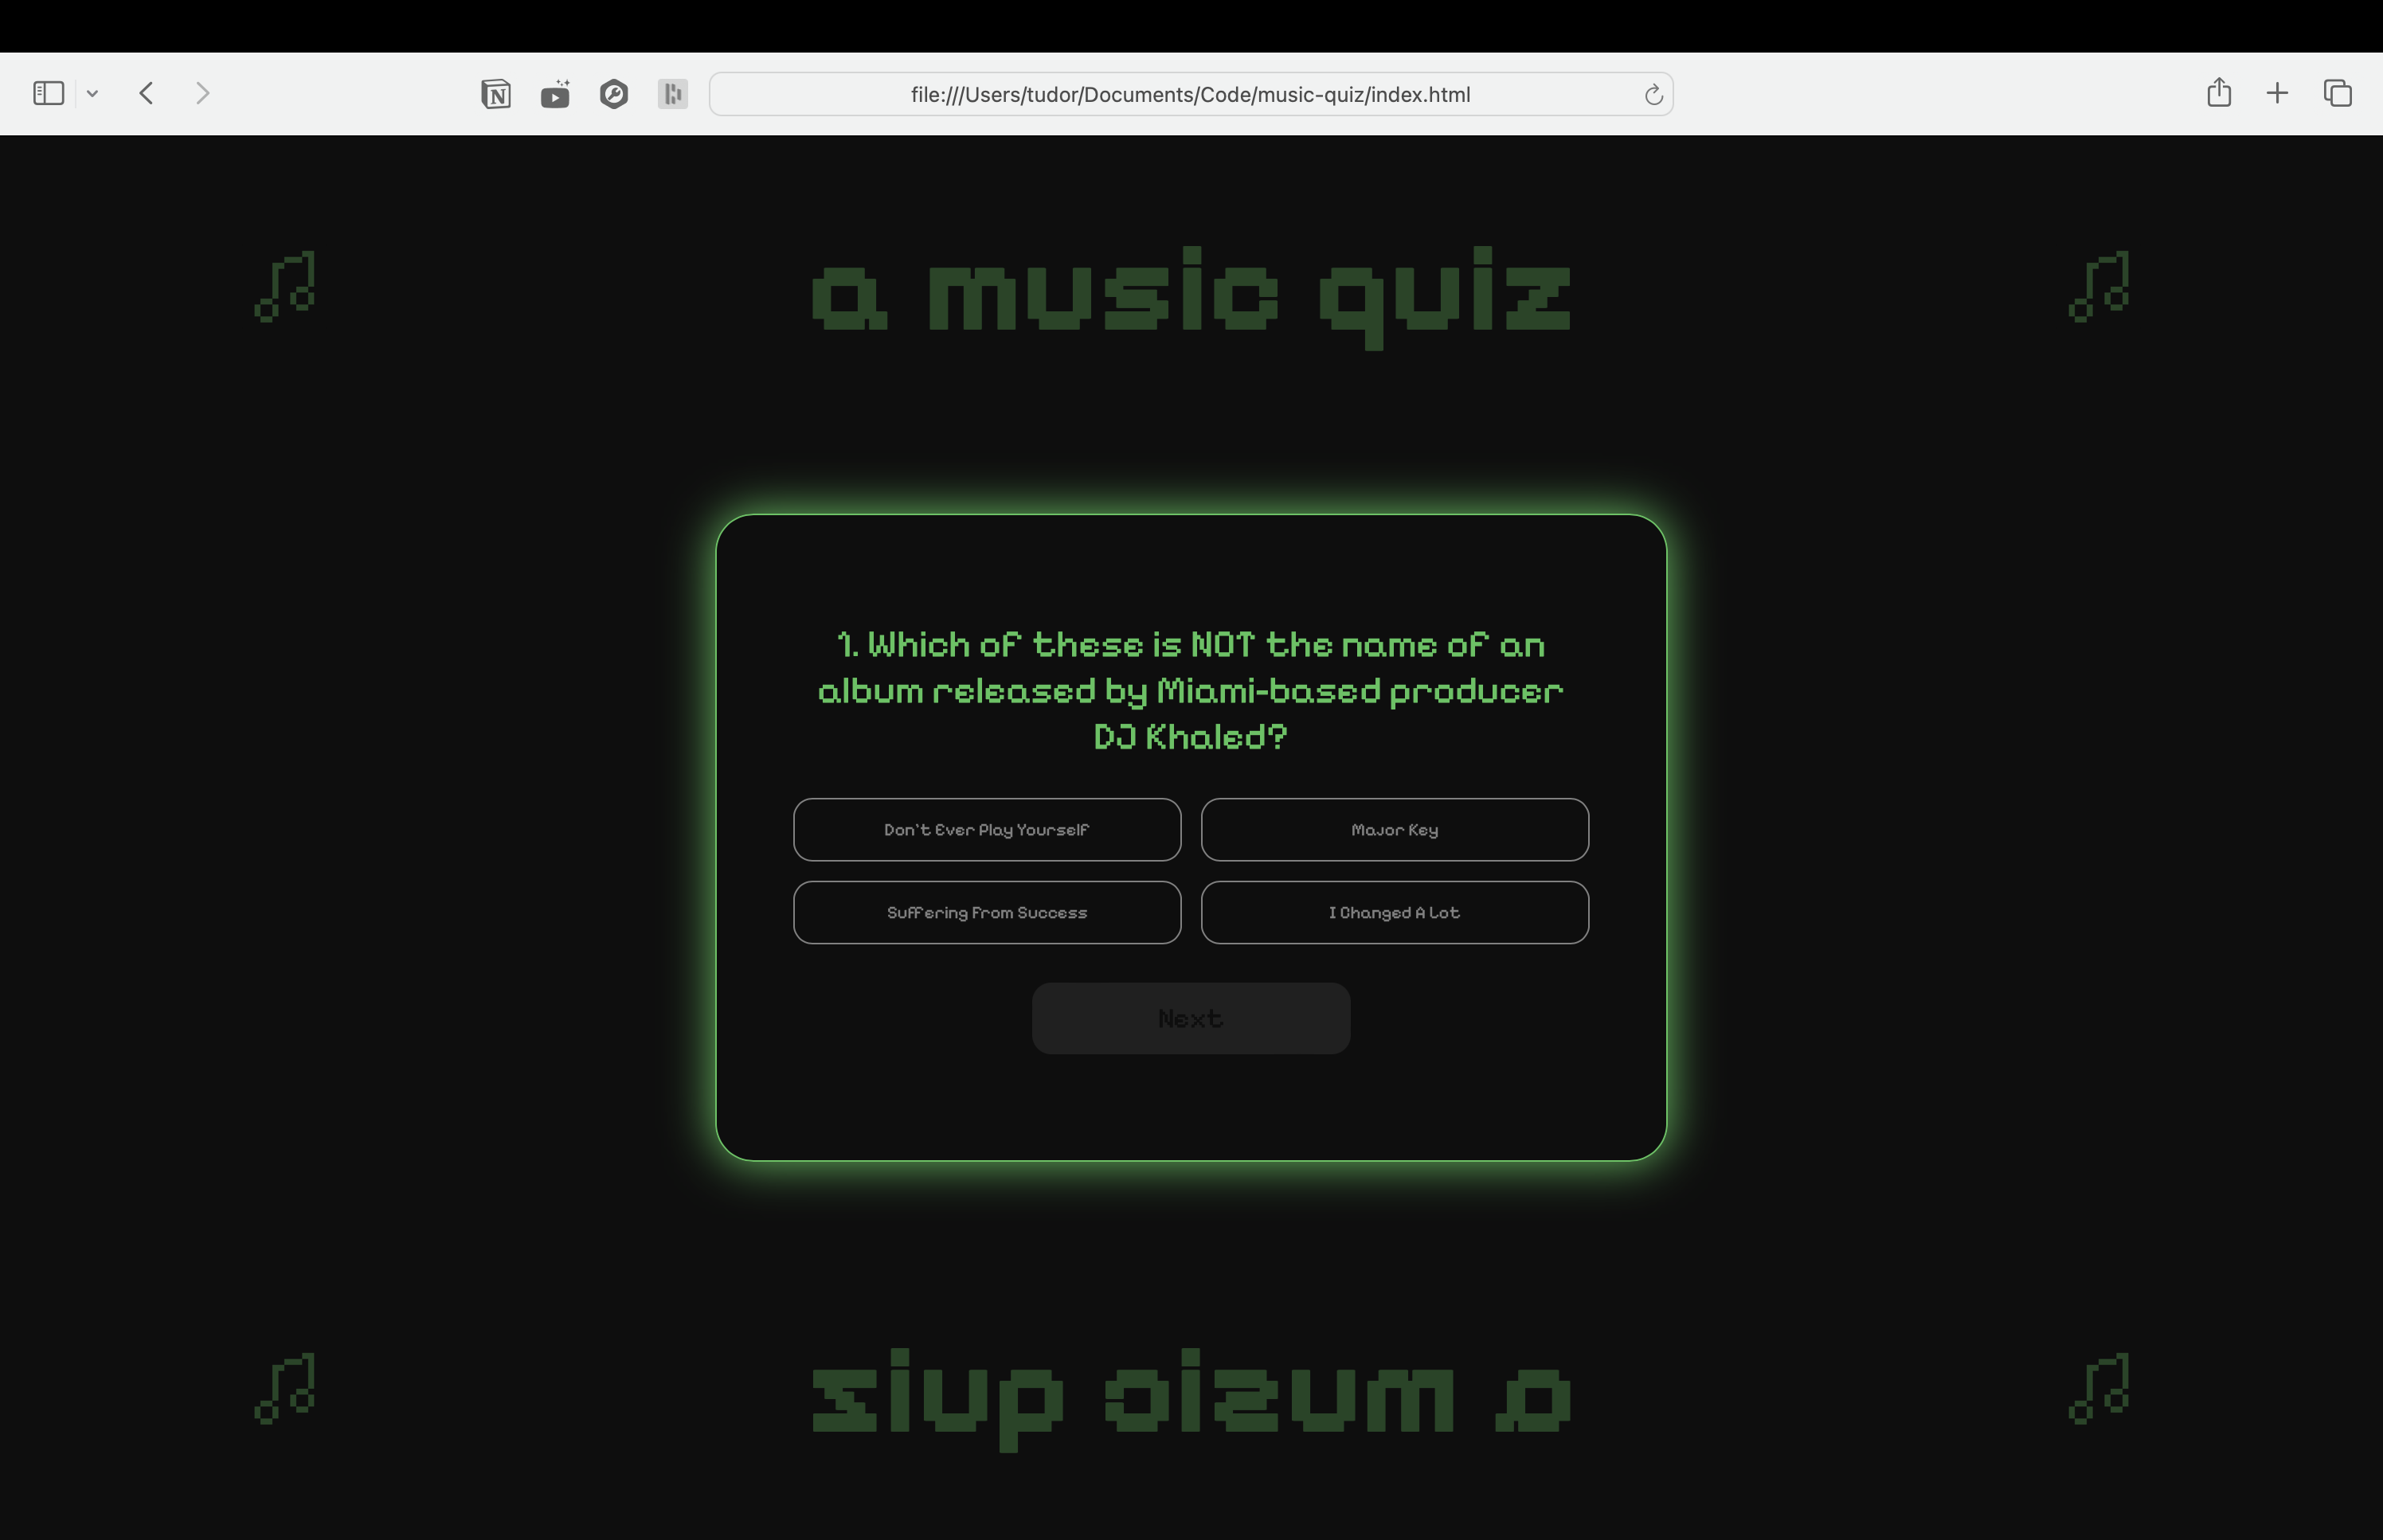 file:///Users/tudor/Documents/Code/music-quiz/index.html
a music quiz
1. Which of these is NOT the name of an
album released by Miami-based producer
DJ Khaled?
Don't Ever Play Yourself
Major Key
Suffering From Success
I Changed A Lot
Next
a music quiz